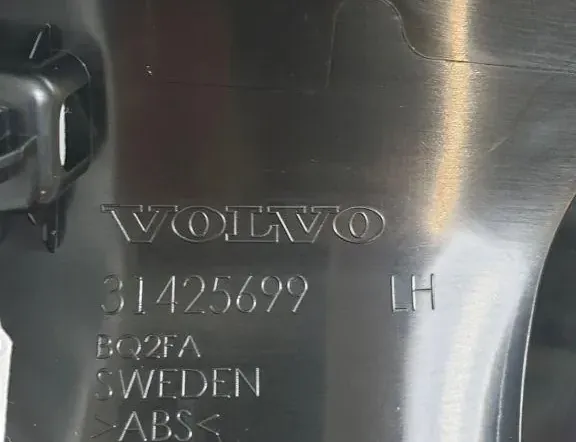 VOLVO
31425699 LH
BQ2FA
SWEDEN
>ABS<